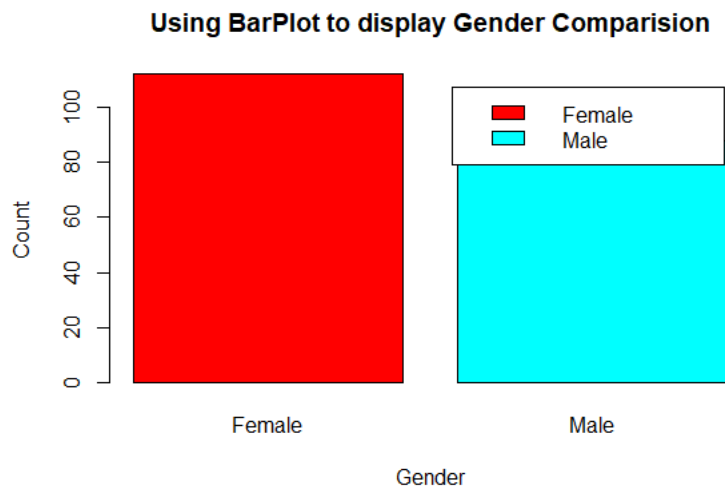 Using BarPlot to display Gender Comparision
Count
100
80
60
40
20
0
Female
Male
Female
Male
Gender